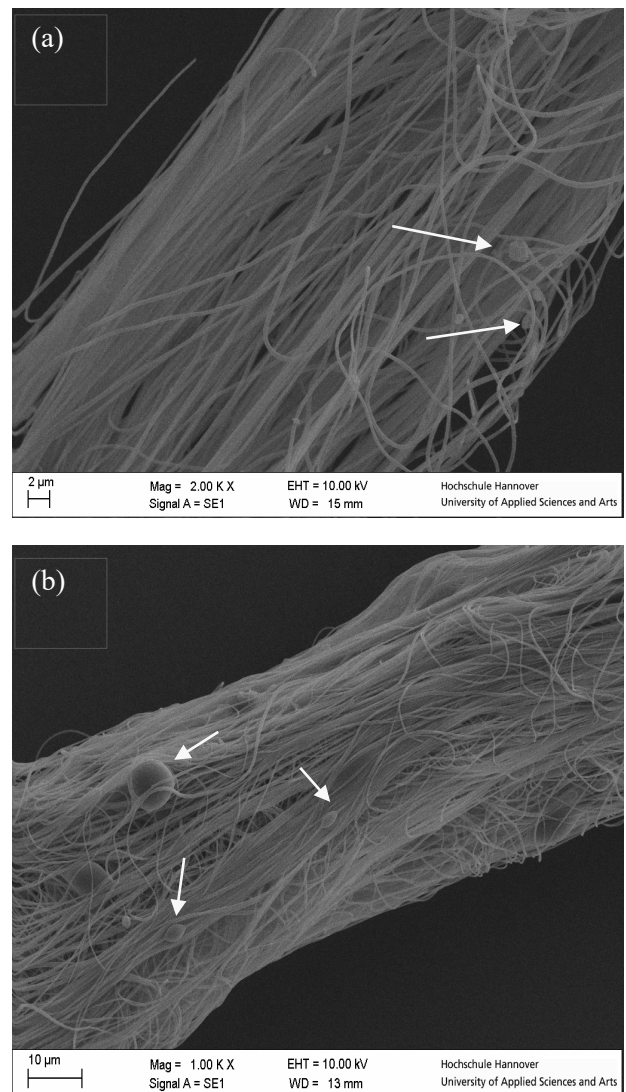 (a)
2 µm
Mag = 2.00 K X
EHT = 10.00 kV
Hochschule Hannover
Signal A = SE1
WD = 15 mm
University of Applied Sciences and Arts
(b)
10 µm
Mag = 1.00 K X
EHT = 10.00 kV
Hochschule Hannover
Signal A = SE1
WD = 13 mm
University of Applied Sciences and Arts